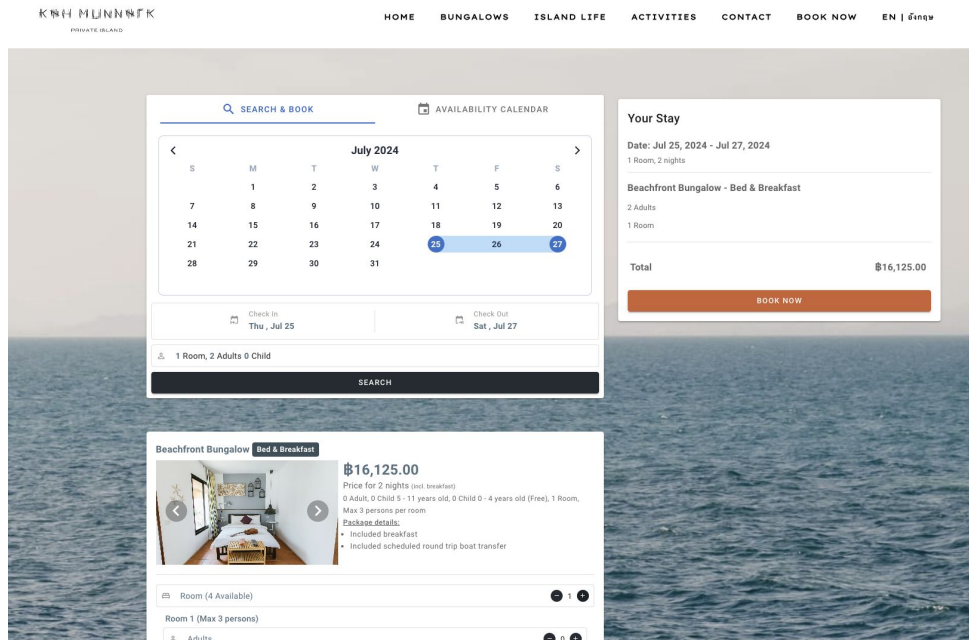 KOH MUNNORK
PRIVATE ISLAND
HOME BUNGALOWS ISLAND LIFE ACTIVITIES CONTACT BOOK NOW EN | อังกฤษ
SEARCH & BOOK
AVAILABILITY CALENDAR
July 2024
S M T W T F S
1 2 3 4 5 6
7 8 9 10 11 12 13
14 15 16 17 18 19 20
21 22 23 24 25 26 27
28 29 30 31
Check In
Thu , Jul 25
Check Out
Sat , Jul 27
1 Room, 2 Adults 0 Child
SEARCH
Your Stay
Date: Jul 25, 2024 - Jul 27, 2024
1 Room, 2 nights
Beachfront Bungalow - Bed & Breakfast
2 Adults
1 Room
Total ฿16,125.00
BOOK NOW
Beachfront Bungalow Bed & Breakfast
฿16,125.00
Price for 2 nights (incl. breakfast)
0 Adult, 0 Child 5 - 11 years old, 0 Child 0 - 4 years old (Free), 1 Room,
Max 3 persons per room
Package details:
• Included breakfast
• Included scheduled round trip boat transfer
Room (4 Available) - 1 +
Room 1 (Max 3 persons)
Adults - 0 +